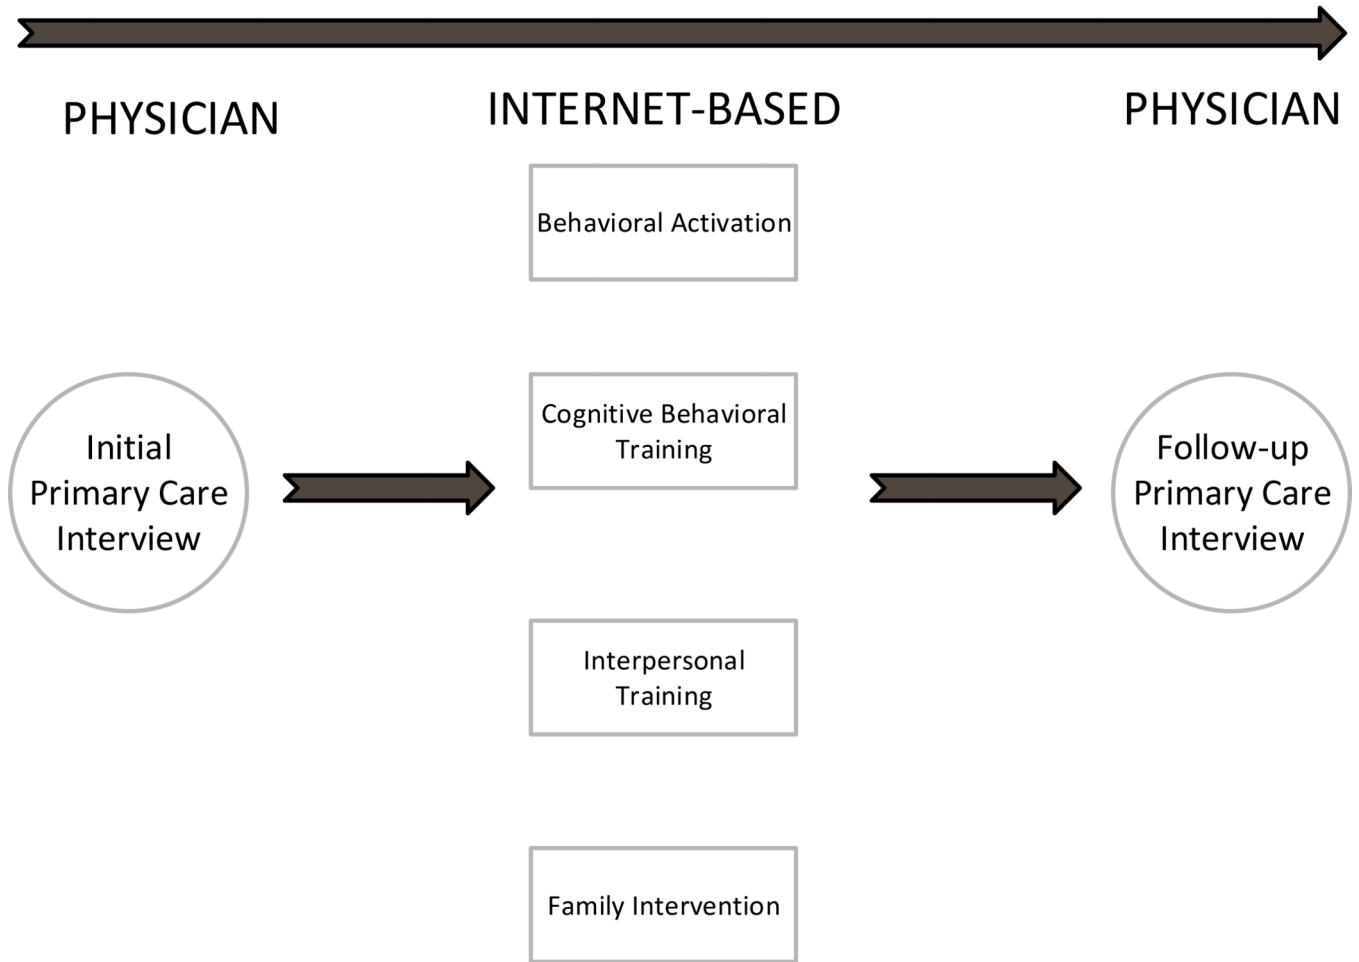 PHYSICIAN
INTERNET-BASED
PHYSICIAN
Behavioral Activation
Initial
Primary Care
Interview
Cognitive Behavioral
Training
Interpersonal
Training
Family Intervention
Follow-up
Primary Care
Interview